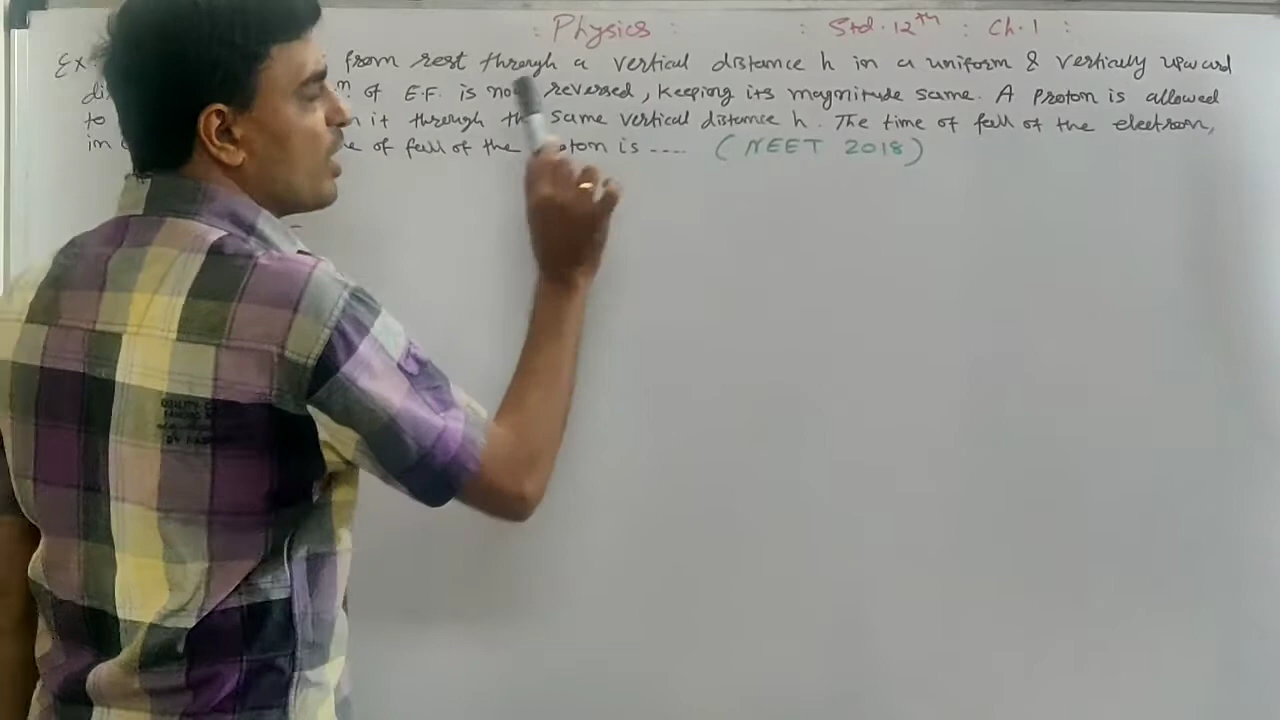 : Physics : : Std. 12th : Ch. 1 :
Ex from rest through a vertical distance h in a uniform & vertically upward
di n of E.F. is now reversed, keeping its magnitude same. A proton is allowed
to n it through th same vertical distance h. The time of fall of the electron,
in c e of fall of the oton is .... (NEET 2018)